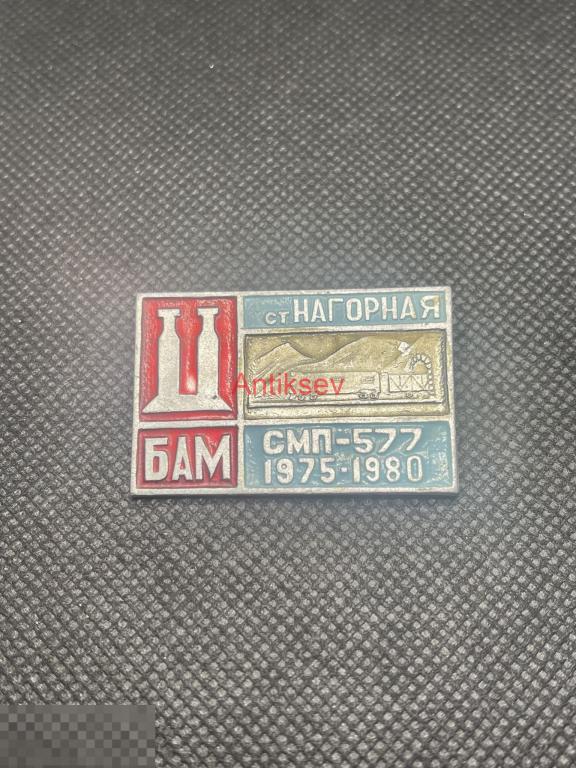 ст НАГОРНАЯ
Antiksev
БАМ
СМП-577
1975-1980